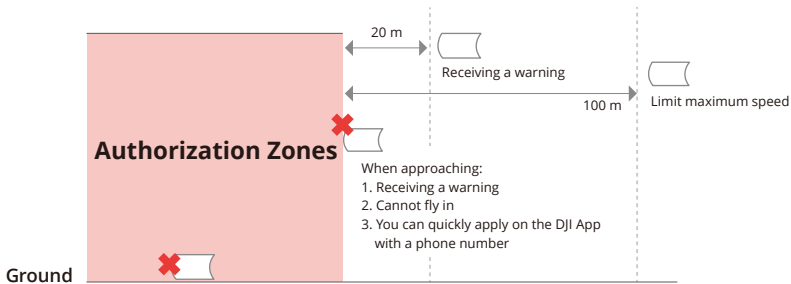 20 m
Receiving a warning
100 m
Limit maximum speed
Authorization Zones
When approaching:
1. Receiving a warning
2. Cannot fly in
3. You can quickly apply on the DJI App
with a phone number
Ground